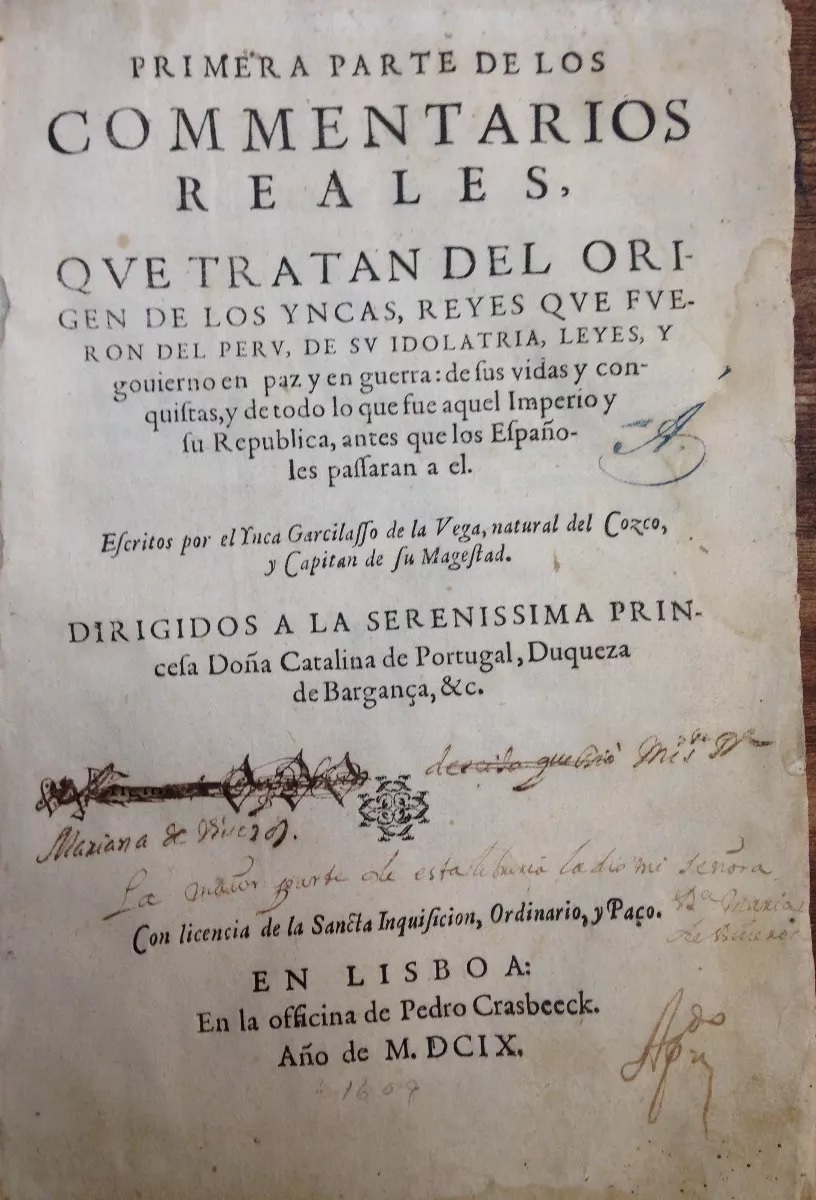 PRIMERA PARTE DE LOS
COMMENTARIOS
REALES,
QVE TRATAN DEL ORI-
GEN DE LOS YNCAS, REYES QVE FVE-
RON DEL PERV, DE SV IDOLATRIA, LEYES, Y
gouierno en paz y en guerra: de ſus vidas y con-
quiſtas, y de todo lo que fue aquel Imperio y
ſu Republica, antes que los Eſpaño-
les paſſaran a el.
A.
Eſcritos por el Ynca Garcilaſſo de la Vega, natural del Cozco,
y Capitan de ſu Mageſtad.
DIRIGIDOS A LA SERENISSIMA PRIN-
ceſa Doña Catalina de Portugal, Duqueza
de Bargança, &c.
Mariana de Viveros.
La mayor parte de esta libreria la dio mi señora
Dª Maria
Con licencia de la Sancta Inquiſicion, Ordinario, y Paço.
EN LISBOA:
En la officina de Pedro Crasbeeck.
Año de M. DCIX.
1609